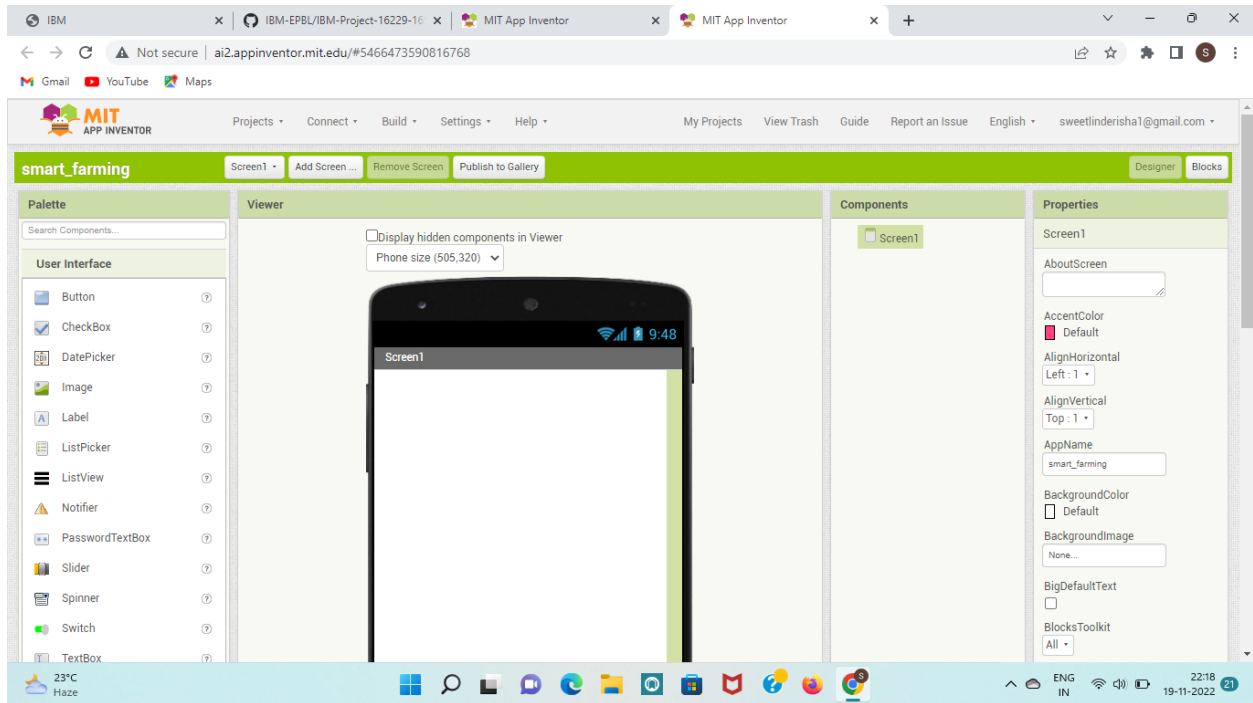 IBM
IBM-EPBL/IBM-Project-16229-16
MIT App Inventor
MIT App Inventor
Not secure
ai2.appinventor.mit.edu/#5466473590816768
S
Gmail
YouTube
Maps
MIT
APP INVENTOR
Projects
Connect
Build
Settings
Help
My Projects
View Trash
Guide
Report an Issue
English
sweetlinderisha1@gmail.com
smart_farming
Screen1
Add Screen ...
Remove Screen
Publish to Gallery
Designer
Blocks
Palette
Search Components...
User Interface
Button
CheckBox
DatePicker
Image
Label
ListPicker
ListView
Notifier
PasswordTextBox
Slider
Spinner
Switch
TextBox
Viewer
Display hidden components in Viewer
Phone size (505,320)
9:48
Screen1
Components
Screen1
Properties
Screen1
AboutScreen
AccentColor
Default
AlignHorizontal
Left : 1
AlignVertical
Top : 1
AppName
smart_farming
BackgroundColor
Default
BackgroundImage
None...
BigDefaultText
BlocksToolkit
All
23°C
Haze
S
ENG
IN
22:18
19-11-2022
21